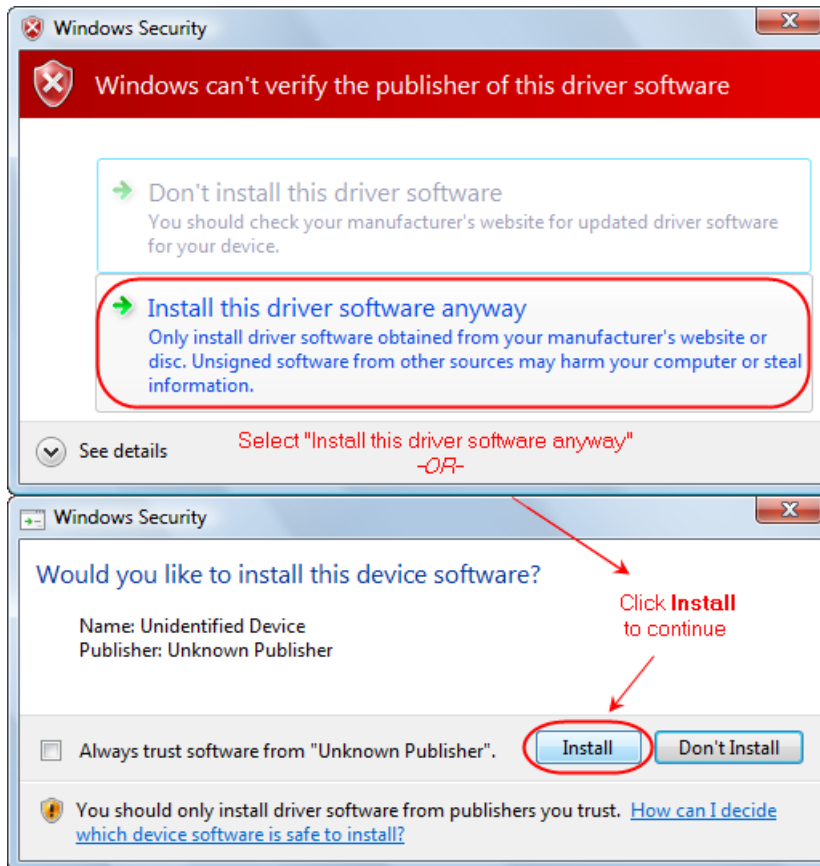 Windows Security
Windows can't verify the publisher of this driver software
Don't install this driver software
You should check your manufacturer's website for updated driver software
for your device.
Install this driver software anyway
Only install driver software obtained from your manufacturer's website or
disc. Unsigned software from other sources may harm your computer or steal
information.
See details
Select "Install this driver software anyway"
-OR-
Windows Security
Would you like to install this device software?
Name: Unidentified Device
Publisher: Unknown Publisher
Click Install
to continue
Always trust software from "Unknown Publisher".
Install
Don't Install
You should only install driver software from publishers you trust. How can I decide
which device software is safe to install?